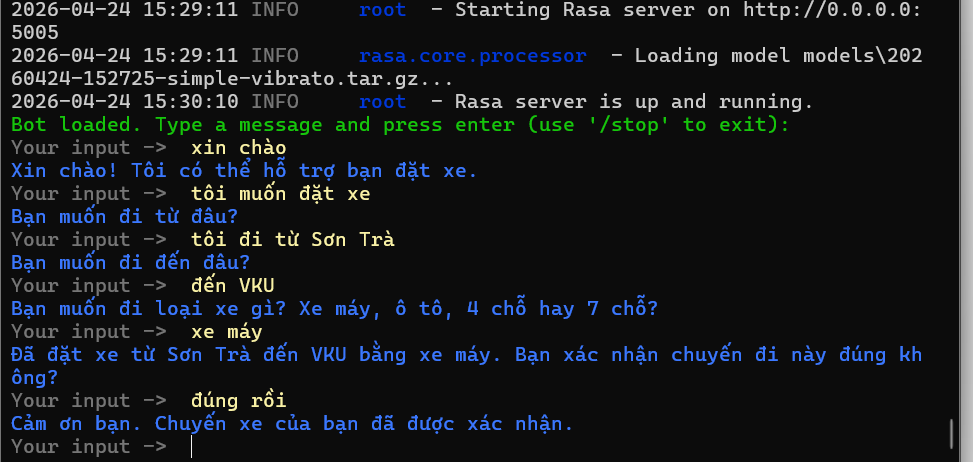 2026-04-24 15:29:11 INFO     root  - Starting Rasa server on http://0.0.0.0:
5005
2026-04-24 15:29:11 INFO     rasa.core.processor  - Loading model models\202
60424-152725-simple-vibrato.tar.gz...
2026-04-24 15:30:10 INFO     root  - Rasa server is up and running.
Bot loaded. Type a message and press enter (use '/stop' to exit):
Your input ->  xin chào
Xin chào! Tôi có thể hỗ trợ bạn đặt xe.
Your input ->  tôi muốn đặt xe
Bạn muốn đi từ đâu?
Your input ->  tôi đi từ Sơn Trà
Bạn muốn đi đến đâu?
Your input ->  đến VKU
Bạn muốn đi loại xe gì? Xe máy, ô tô, 4 chỗ hay 7 chỗ?
Your input ->  xe máy
Đã đặt xe từ Sơn Trà đến VKU bằng xe máy. Bạn xác nhận chuyến đi này đúng kh
ông?
Your input ->  đúng rồi
Cảm ơn bạn. Chuyến xe của bạn đã được xác nhận.
Your input ->